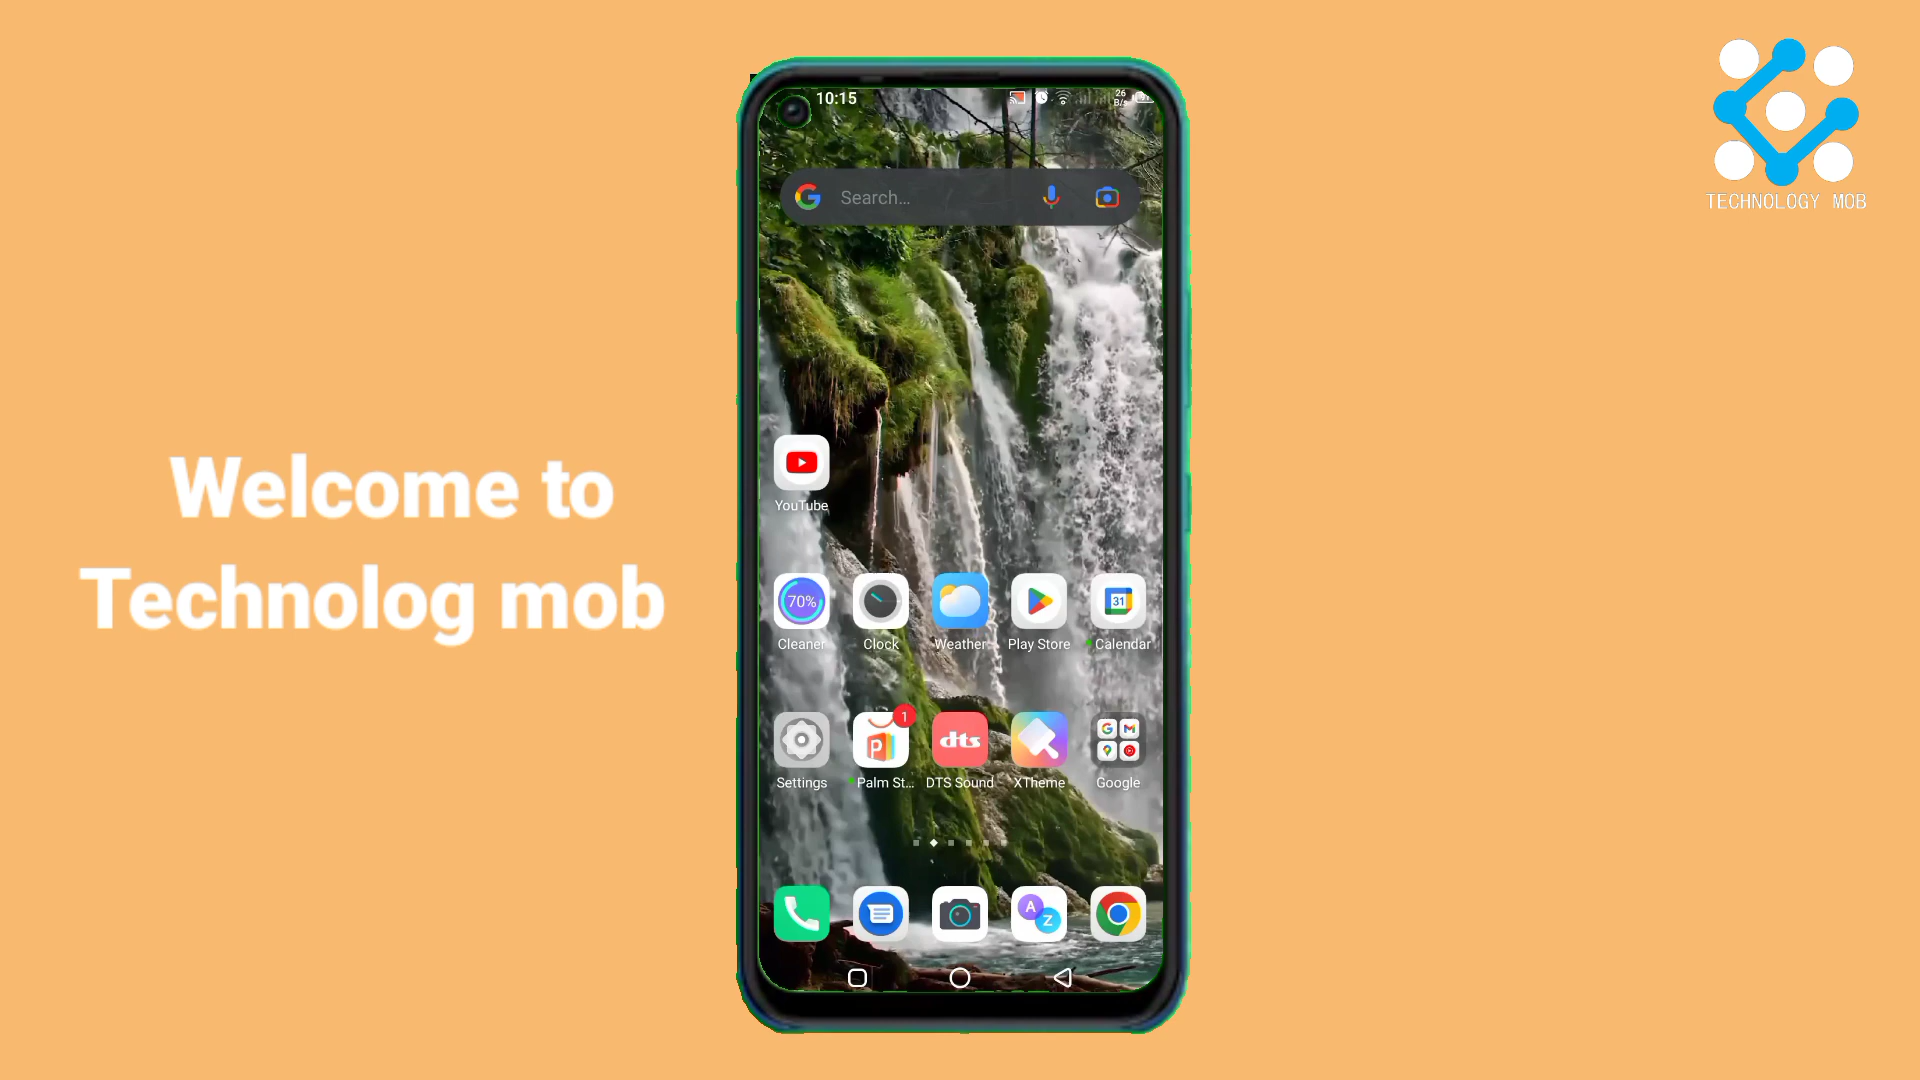 10:15
26
B/s
Search...
YouTube
70%
31
Cleaner
Clock
Weather
Play Store
Calendar
1
P
dts
Settings
Palm St...
DTS Sound
XTheme
Google
A
Z
Welcome to
Technolog mob
TECHNOLOGY MOB